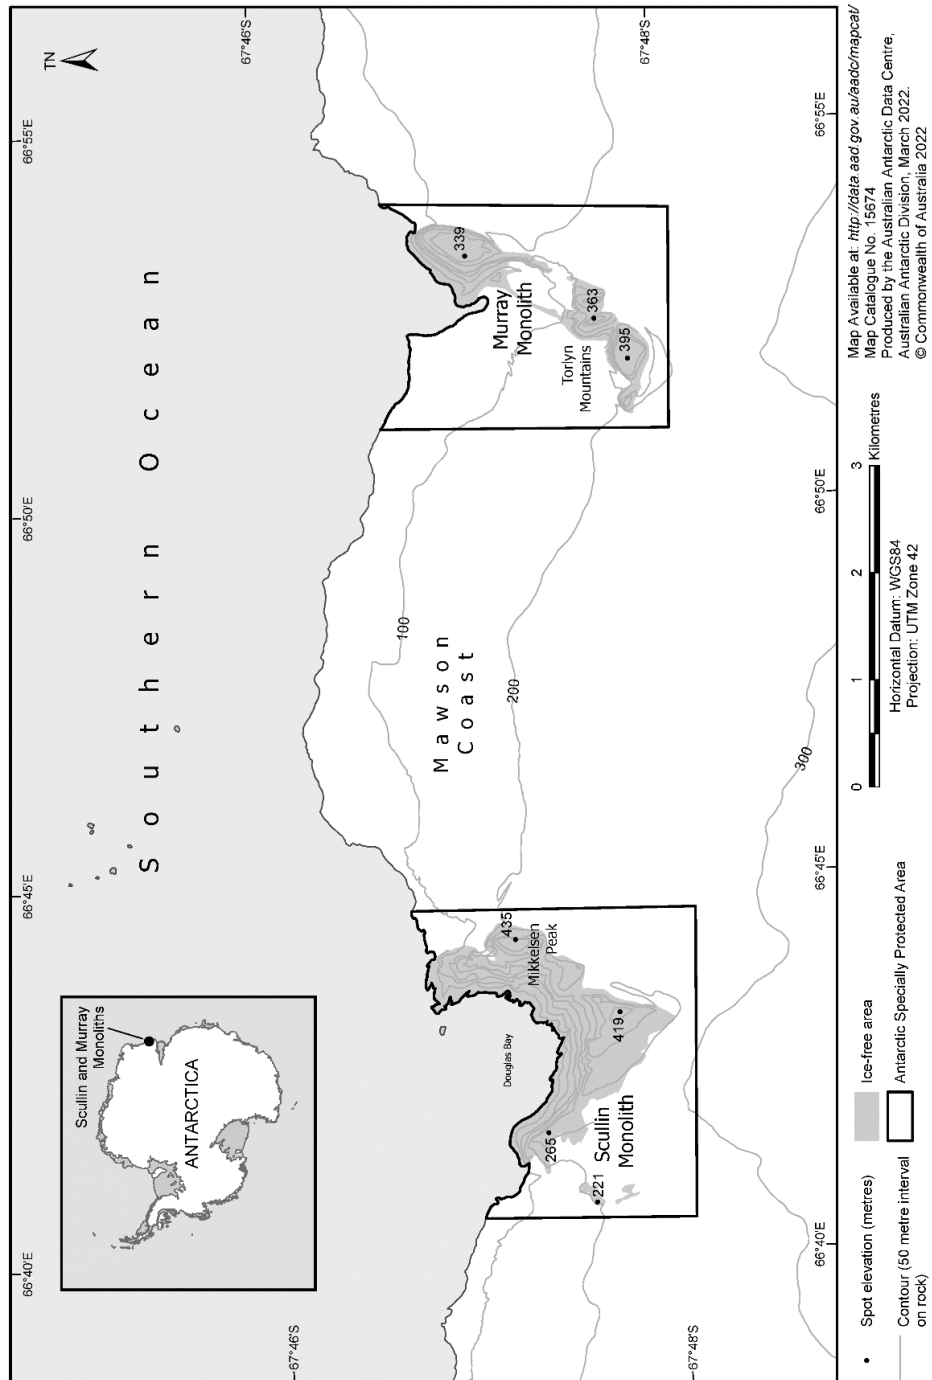 66°40'E
66°45'E
66°50'E
66°55'E
TN
Scullin and Murray
Monoliths
ANTARCTICA
Southern Ocean
67°46'S
67°46'S
100
Mawson
Coast
200
300
Douglas Bay
435
Mikkelsen
Peak
265
419
Scullin
Monolith
221
339
Murray
Monolith
363
Torlyn
Mountains
395
67°48'S
67°48'S
66°40'E
66°45'E
66°50'E
66°55'E
Spot elevation (metres)
Contour (50 metre interval
on rock)
Ice-free area
Antarctic Specially Protected Area
0 1 2 3
Kilometres
Horizontal Datum: WGS84
Projection: UTM Zone 42
Map Available at: http://data.aad.gov.au/aadc/mapcat/
Map Catalogue No. 15674
Produced by the Australian Antarctic Data Centre,
Australian Antarctic Division, March 2022.
© Commonwealth of Australia 2022